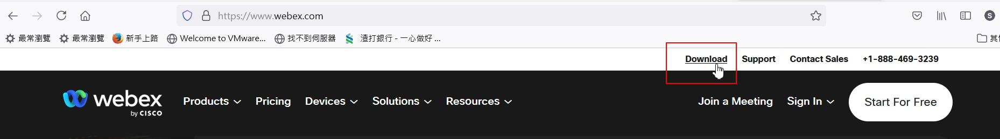 https://www.webex.com
S
最常瀏覽 最常瀏覽 新手上路 Welcome to VMware... 找不到伺服器 渣打銀行 - 一心做好 ...
Download Support Contact Sales +1-888-469-3239
webex by CISCO Products Pricing Devices Solutions Resources Join a Meeting Sign In Start For Free